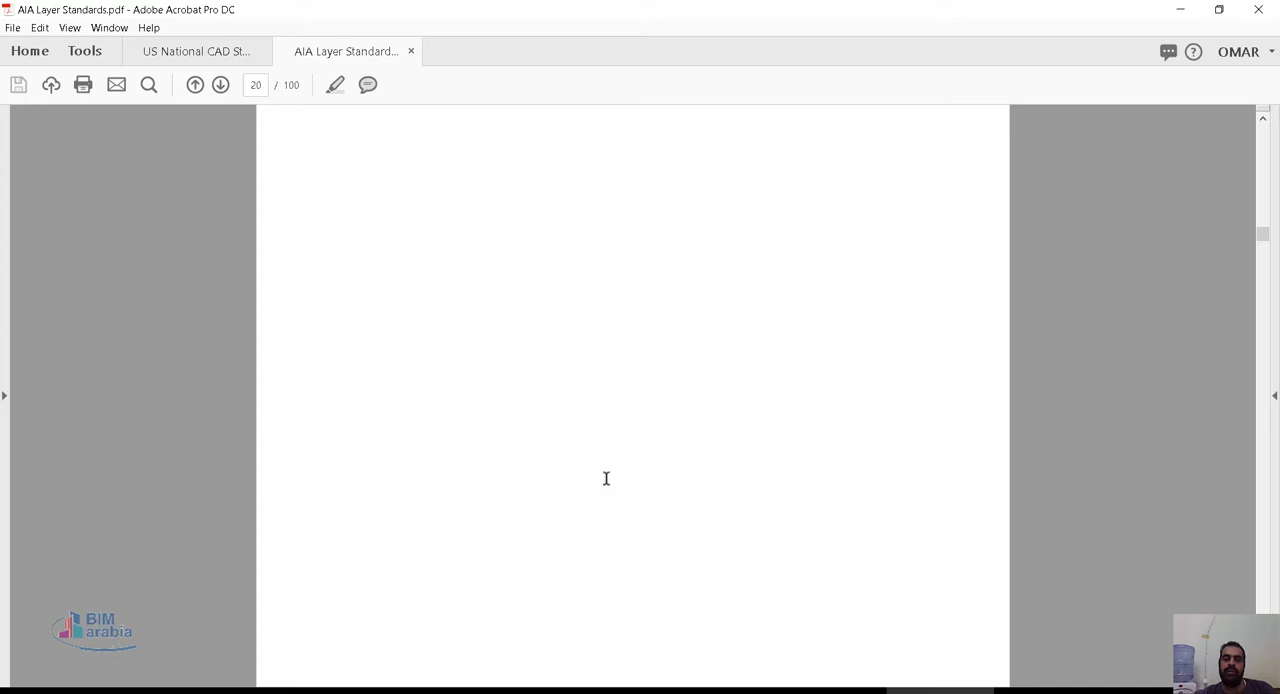 AIA Layer Standards.pdf - Adobe Acrobat Pro DC
File Edit View Window Help
Home Tools US National CAD St... AIA Layer Standard... ×
OMAR
20 / 100
BIM
arabia